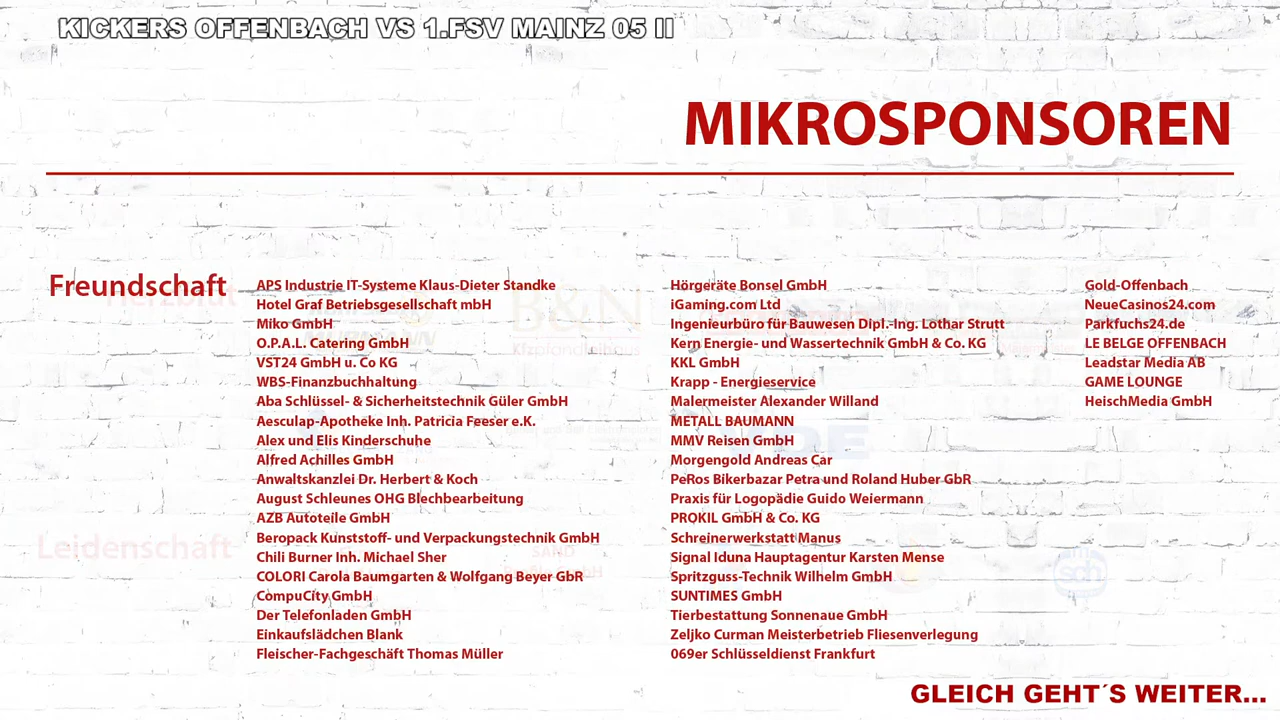 KICKERS OFFENBACH VS 1.FSV MAINZ 05 II
MIKROSPONSOREN
Freundschaft
APS Industrie IT-Systeme Klaus-Dieter Standke
Hotel Graf Betriebsgesellschaft mbH
Miko GmbH
O.P.A.L. Catering GmbH
VST24 GmbH u. Co KG
WBS-Finanzbuchhaltung
Aba Schlüssel- & Sicherheitstechnik Güler GmbH
Aesculap-Apotheke Inh. Patricia Feeser e.K.
Alex und Elis Kinderschuhe
Alfred Achilles GmbH
Anwaltskanzlei Dr. Herbert & Koch
August Schleunes OHG Blechbearbeitung
AZB Autoteile GmbH
Beropack Kunststoff- und Verpackungstechnik GmbH
Chili Burner Inh. Michael Sher
COLORI Carola Baumgarten & Wolfgang Beyer GbR
CompuCity GmbH
Der Telefonladen GmbH
Einkaufslädchen Blank
Fleischer-Fachgeschäft Thomas Müller
Hörgeräte Bonsel GmbH
iGaming.com Ltd
Ingenieurbüro für Bauwesen Dipl.-Ing. Lothar Strutt
Kern Energie- und Wassertechnik GmbH & Co. KG
KKL GmbH
Krapp - Energieservice
Malermeister Alexander Willand
METALL BAUMANN
MMV Reisen GmbH
Morgengold Andreas Car
PeRos Bikerbazar Petra und Roland Huber GbR
Praxis für Logopädie Guido Weiermann
PROKIL GmbH & Co. KG
Schreinerwerkstatt Manus
Signal Iduna Hauptagentur Karsten Mense
Spritzguss-Technik Wilhelm GmbH
SUNTIMES GmbH
Tierbestattung Sonnenaue GmbH
Zeljko Curman Meisterbetrieb Fliesenverlegung
069er Schlüsseldienst Frankfurt
Gold-Offenbach
NeueCasinos24.com
Parkfuchs24.de
LE BELGE OFFENBACH
Leadstar Media AB
GAME LOUNGE
HeischMedia GmbH
Herzblut
B&N
Kfzpfandleihaus
Leidenschaft
SAND
sch
GLEICH GEHT´S WEITER...